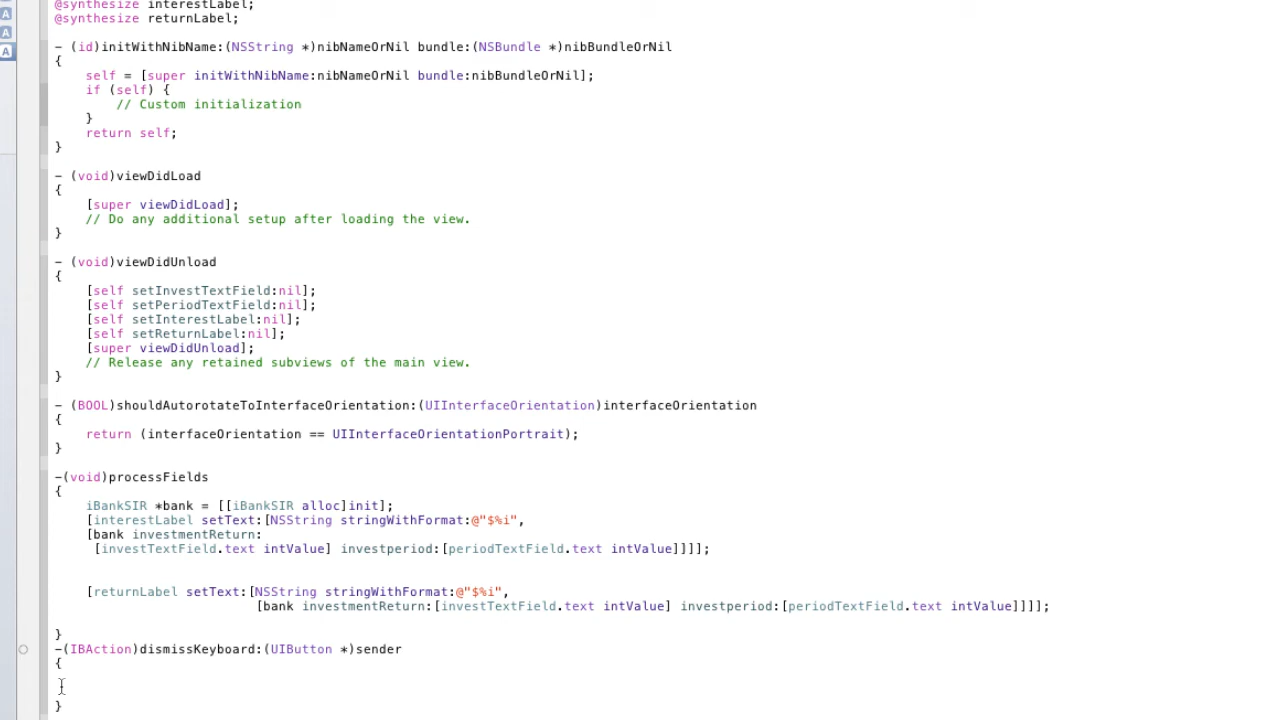 @synthesize interestLabel;
@synthesize returnLabel;
- (id)initWithNibName:(NSString *)nibNameOrNil bundle:(NSBundle *)nibBundleOrNil
{
self = [super initWithNibName:nibNameOrNil bundle:nibBundleOrNil];
if (self) {
// Custom initialization
}
return self;
}
- (void)viewDidLoad
{
[super viewDidLoad];
// Do any additional setup after loading the view.
}
- (void)viewDidUnload
{
[self setInvestTextField:nil];
[self setPeriodTextField:nil];
[self setInterestLabel:nil];
[self setReturnLabel:nil];
[super viewDidUnload];
// Release any retained subviews of the main view.
}
- (BOOL)shouldAutorotateToInterfaceOrientation:(UIInterfaceOrientation)interfaceOrientation
{
return (interfaceOrientation == UIInterfaceOrientationPortrait);
}
-(void)processFields
{
iBankSIR *bank = [[iBankSIR alloc]init];
[interestLabel setText:[NSString stringWithFormat:@"$%i",
[bank investmentReturn:
[investTextField.text intValue] investperiod:[periodTextField.text intValue]]]];
[returnLabel setText:[NSString stringWithFormat:@"$%i",
[bank investmentReturn:[investTextField.text intValue] investperiod:[periodTextField.text intValue]]]];
}
-(IBAction)dismissKeyboard:(UIButton *)sender
{
}